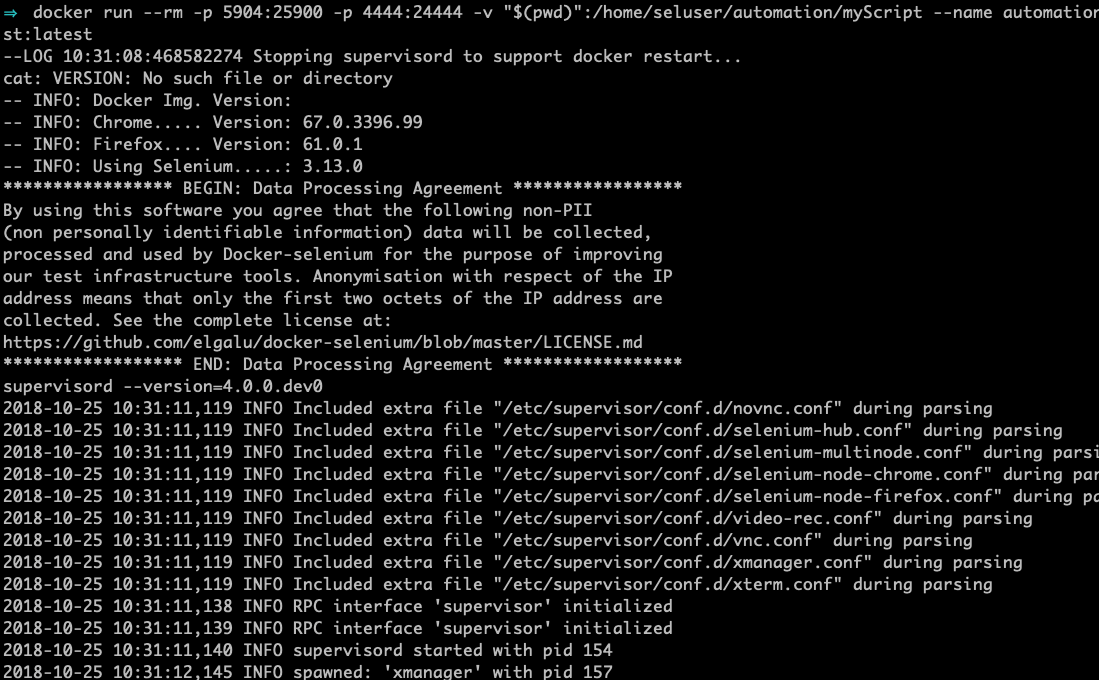 ⇒ docker run --rm -p 5904:25900 -p 4444:24444 -v "$(pwd)":/home/seluser/automation/myScript --name automation
st:latest
--LOG 10:31:08:468582274 Stopping supervisord to support docker restart...
cat: VERSION: No such file or directory
-- INFO: Docker Img. Version:
-- INFO: Chrome..... Version: 67.0.3396.99
-- INFO: Firefox.... Version: 61.0.1
-- INFO: Using Selenium.....: 3.13.0
***************** BEGIN: Data Processing Agreement *****************
By using this software you agree that the following non-PII
(non personally identifiable information) data will be collected,
processed and used by Docker-selenium for the purpose of improving
our test infrastructure tools. Anonymisation with respect of the IP
address means that only the first two octets of the IP address are
collected. See the complete license at:
https://github.com/elgalu/docker-selenium/blob/master/LICENSE.md
****************** END: Data Processing Agreement ******************
supervisord --version=4.0.0.dev0
2018-10-25 10:31:11,119 INFO Included extra file "/etc/supervisor/conf.d/novnc.conf" during parsing
2018-10-25 10:31:11,119 INFO Included extra file "/etc/supervisor/conf.d/selenium-hub.conf" during parsing
2018-10-25 10:31:11,119 INFO Included extra file "/etc/supervisor/conf.d/selenium-multinode.conf" during parsi
2018-10-25 10:31:11,119 INFO Included extra file "/etc/supervisor/conf.d/selenium-node-chrome.conf" during par
2018-10-25 10:31:11,119 INFO Included extra file "/etc/supervisor/conf.d/selenium-node-firefox.conf" during pa
2018-10-25 10:31:11,119 INFO Included extra file "/etc/supervisor/conf.d/video-rec.conf" during parsing
2018-10-25 10:31:11,119 INFO Included extra file "/etc/supervisor/conf.d/vnc.conf" during parsing
2018-10-25 10:31:11,119 INFO Included extra file "/etc/supervisor/conf.d/xmanager.conf" during parsing
2018-10-25 10:31:11,119 INFO Included extra file "/etc/supervisor/conf.d/xterm.conf" during parsing
2018-10-25 10:31:11,138 INFO RPC interface 'supervisor' initialized
2018-10-25 10:31:11,139 INFO RPC interface 'supervisor' initialized
2018-10-25 10:31:11,140 INFO supervisord started with pid 154
2018-10-25 10:31:12,145 INFO spawned: 'xmanager' with pid 157